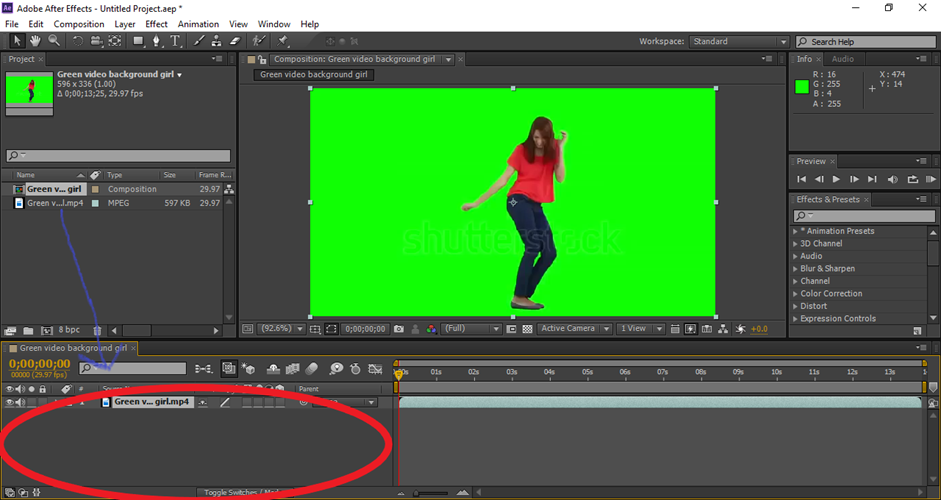 Ae Adobe After Effects - Untitled Project.aep *
File Edit Composition Layer Effect Animation View Window Help
Workspace: Standard Search Help
Project
Green video background girl
596 x 336 (1.00)
Δ 0;00;13;25, 29.97 fps
Name Type Size Frame R...
Green v... girl Composition 29.97
Green v...l.mp4 MPEG 597 KB 29.97
8 bpc
Composition: Green video background girl
Green video background girl
shutterstock
(92.6%) 0;00;00;00 (Full) Active Camera 1 View +0.0
Info Audio
R : 16 X : 474
G : 255 Y : 14
B : 4
A : 255
Preview
Effects & Presets
* Animation Presets
3D Channel
Audio
Blur & Sharpen
Channel
Color Correction
Distort
Expression Controls
Green video background girl
0;00;00;00
00000 (29.97 fps)
# Parent
Green v... girl.mp4
01s 02s 03s 04s 05s 06s 07s 08s 09s 10s 11s 12s 13s
Toggle Switches /